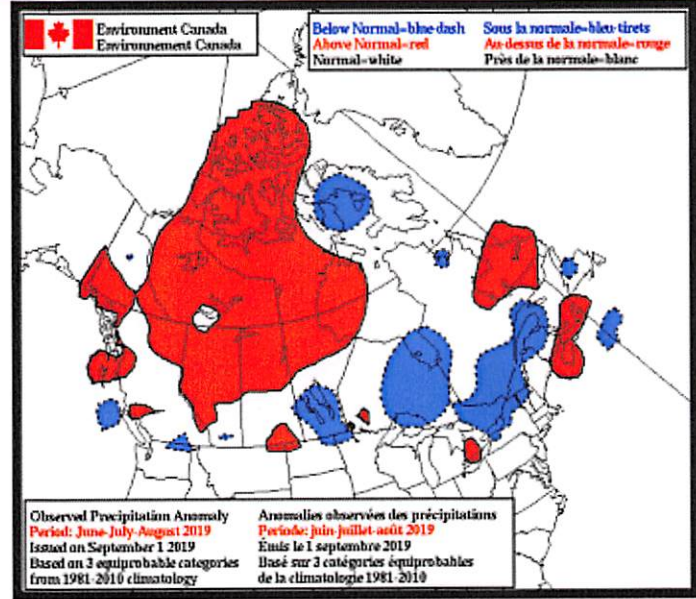 Environment Canada
Environnement Canada
Below Normal=blue-dash
Above Normal=red
Normal=white
Sous la normale=bleu-tirets
Au-dessus de la normale=rouge
Près de la normale=blanc
Observed Precipitation Anomaly
Period: June-July-August 2019
Issued on September 1 2019
Based on 3 equiprobable categories
from 1981-2010 climatology
Anomalies observées des précipitations
Periode: juin-juillet-août 2019
Émis le 1 septembre 2019
Basé sur 3 catégories équiprobables
de la climatologie 1981-2010